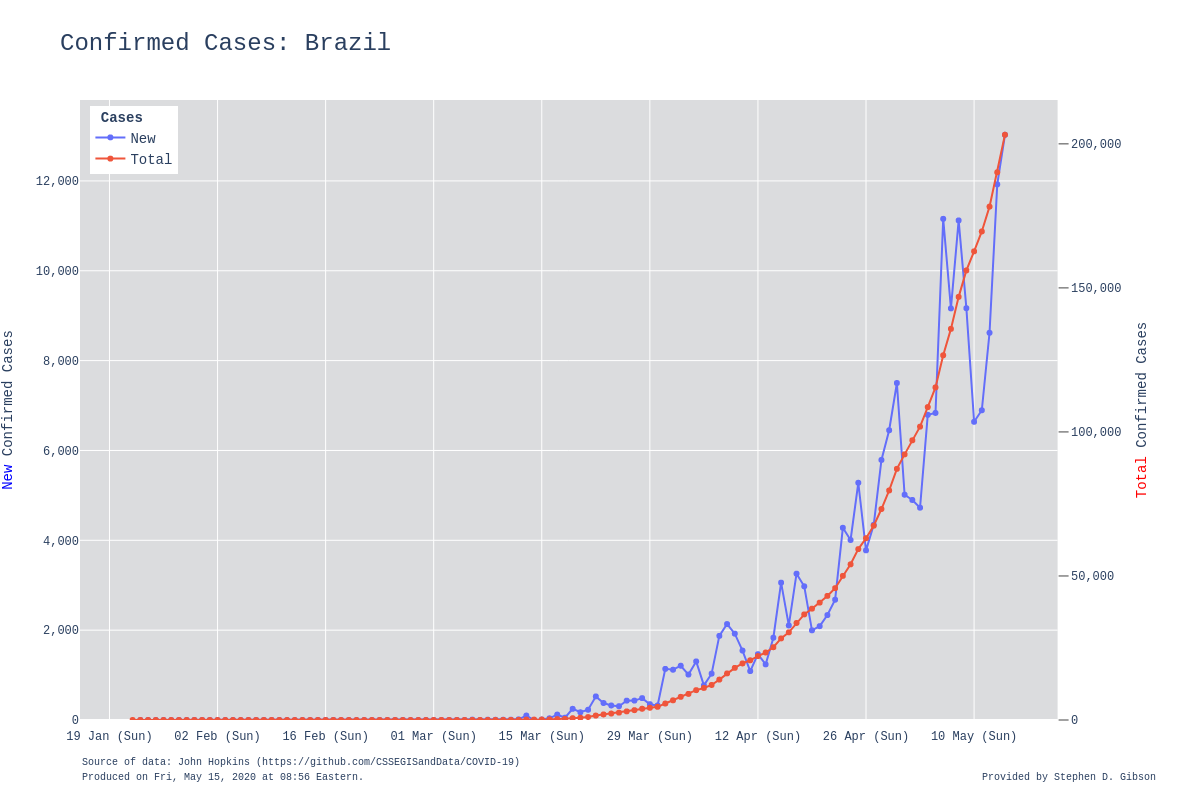 Confirmed Cases: Brazil
Cases
New
Total
12,000
10,000
8,000
6,000
4,000
2,000
0
New Confirmed Cases
200,000
150,000
100,000
50,000
0
Total Confirmed Cases
19 Jan (Sun) 02 Feb (Sun) 16 Feb (Sun) 01 Mar (Sun) 15 Mar (Sun) 29 Mar (Sun) 12 Apr (Sun) 26 Apr (Sun) 10 May (Sun)
Source of data: John Hopkins (https://github.com/CSSEGISandData/COVID-19)
Produced on Fri, May 15, 2020 at 08:56 Eastern.
Provided by Stephen D. Gibson